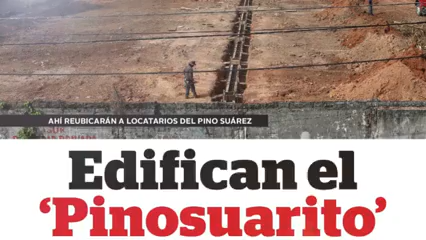 AHÍ REUBICARÁN A LOCATARIOS DEL PINO SUÁREZ
Edifican el
‘Pinosuarito’